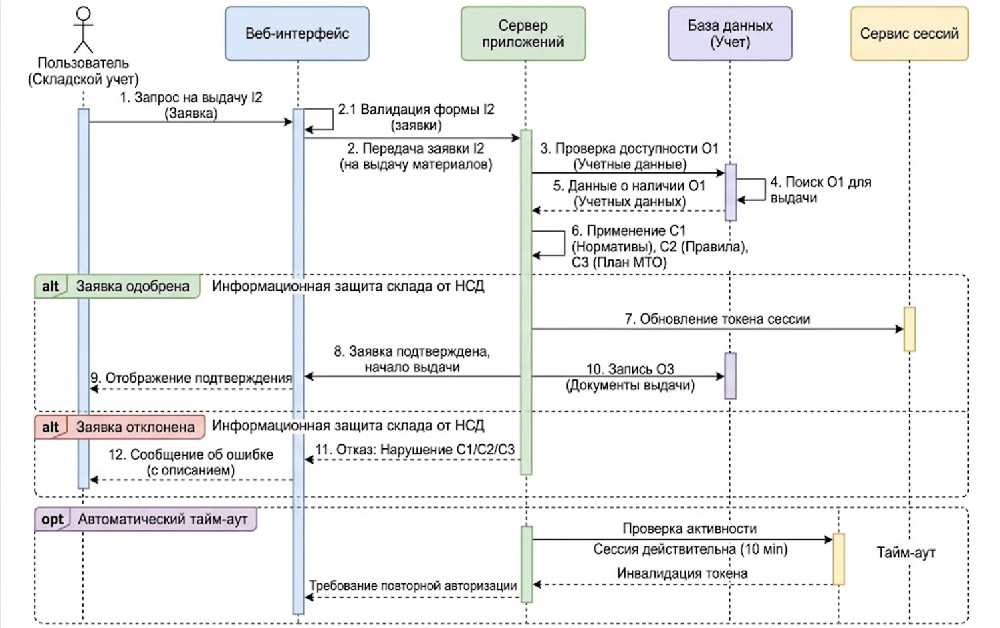 Пользователь
(Складской учет)
Веб-интерфейс
Сервер
приложений
База данных
(Учет)
Сервис сессий
1. Запрос на выдачу I2
(Заявка)
2.1 Валидация формы I2
(заявки)
2. Передача заявки I2
(на выдачу материалов)
3. Проверка доступности O1
(Учетные данные)
4. Поиск O1 для
выдачи
5. Данные о наличии O1
(Учетных данных)
6. Применение C1
(Нормативы), C2 (Правила),
C3 (План МТО)
alt Заявка одобрена Информационная защита склада от НСД
7. Обновление токена сессии
8. Заявка подтверждена,
начало выдачи
9. Отображение подтверждения
10. Запись O3
(Документы выдачи)
alt Заявка отклонена Информационная защита склада от НСД
11. Отказ: Нарушение C1/C2/C3
12. Сообщение об ошибке
(с описанием)
opt Автоматический тайм-аут
Проверка активности
Сессия действительна (10 min)
Тайм-аут
Инвалидация токена
Требование повторной авторизации